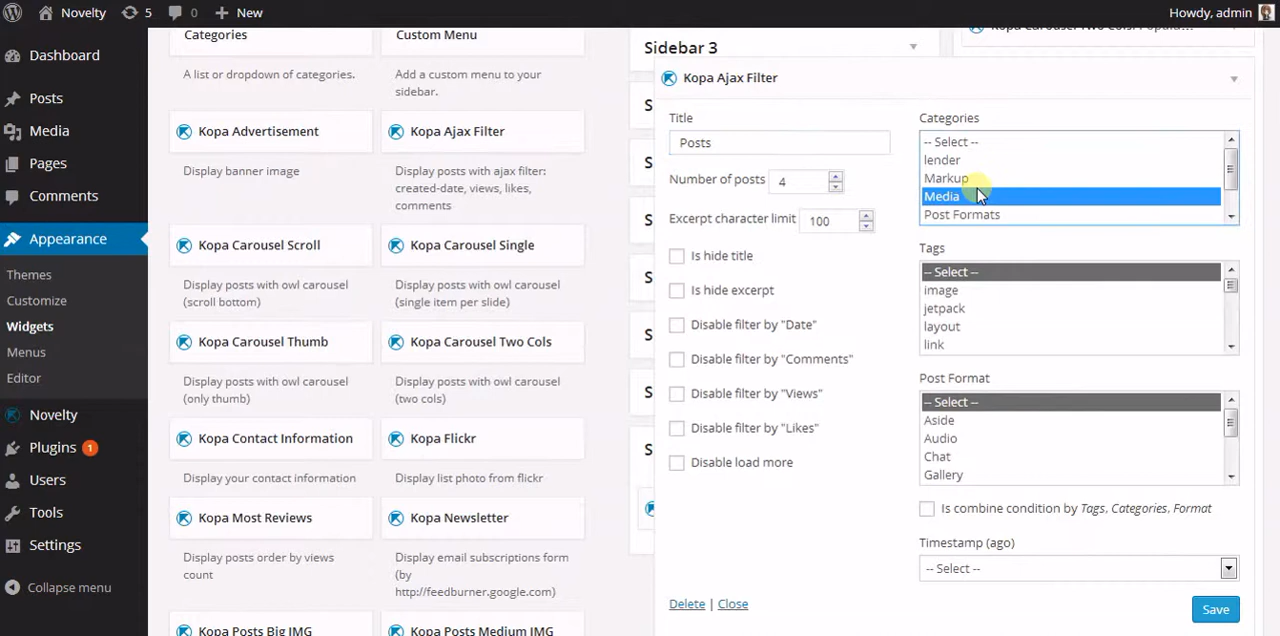 Novelty
5
0
New
Howdy, admin
Dashboard
Posts
Media
Pages
Comments
Appearance
Themes
Customize
Widgets
Menus
Editor
Novelty
Plugins 1
Users
Tools
Settings
Collapse menu
Categories
A list or dropdown of categories.
Custom Menu
Add a custom menu to your
sidebar.
Kopa Advertisement
Display banner image
Kopa Ajax Filter
Display posts with ajax filter:
created-date, views, likes,
comments
Kopa Carousel Scroll
Display posts with owl carousel
(scroll bottom)
Kopa Carousel Single
Display posts with owl carousel
(single item per slide)
Kopa Carousel Thumb
Display posts with owl carousel
(only thumb)
Kopa Carousel Two Cols
Display posts with owl carousel
(two cols)
Kopa Contact Information
Display your contact information
Kopa Flickr
Display list photo from flickr
Kopa Most Reviews
Display posts order by views
count
Kopa Newsletter
Display email subscriptions form
(by
http://feedburner.google.com)
Kopa Posts Big IMG
Kopa Posts Medium IMG
Sidebar 3
S
S
S
S
S
S
S
Kopa Ajax Filter
Title
Posts
Number of posts 4
Excerpt character limit 100
Is hide title
Is hide excerpt
Disable filter by "Date"
Disable filter by "Comments"
Disable filter by "Views"
Disable filter by "Likes"
Disable load more
Delete | Close
Categories
-- Select --
lender
Markup
Media
Post Formats
Tags
-- Select --
image
jetpack
layout
link
Post Format
-- Select --
Aside
Audio
Chat
Gallery
Is combine condition by Tags, Categories, Format
Timestamp (ago)
-- Select --
Save